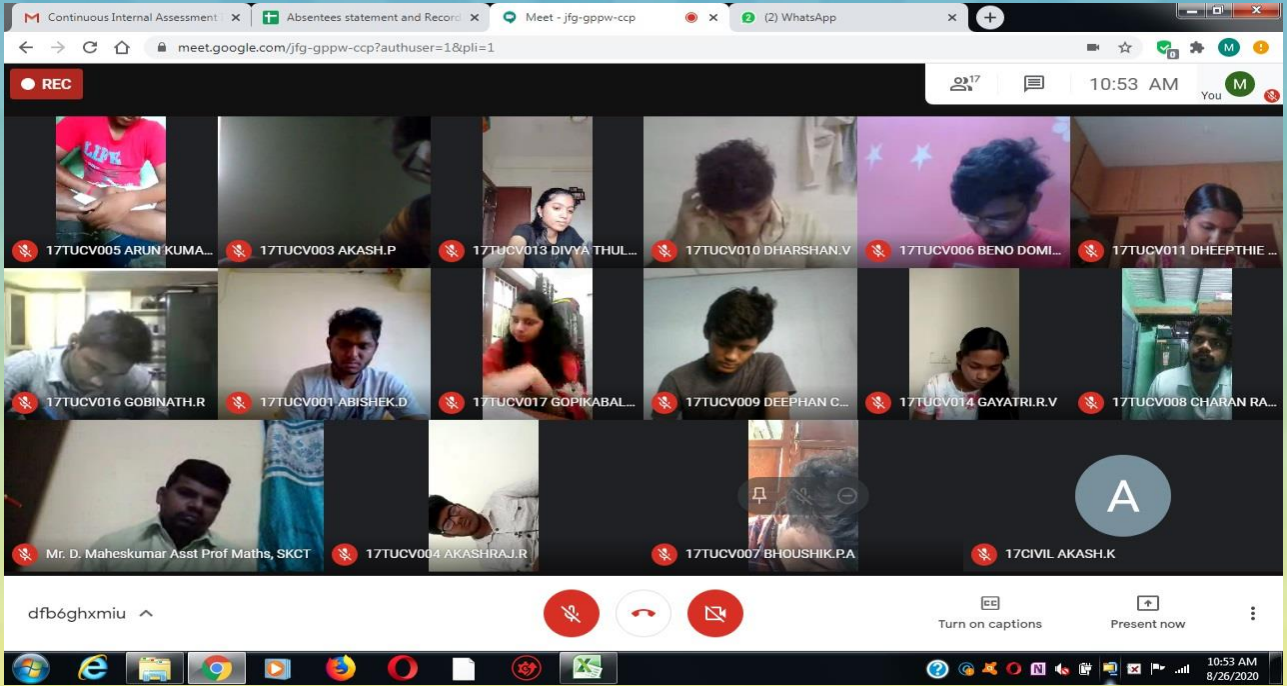 Continuous Internal Assessment
Absentees statement and Record
Meet - jfg-gppw-ccp
(2) WhatsApp
meet.google.com/jfg-gppw-ccp?authuser=1&pli=1
0
M
REC
17
10:53 AM
You
M
17TUCV005 ARUN KUMA...
17TUCV003 AKASH.P
17TUCV013 DIVYA THUL...
17TUCV010 DHARSHAN.V
17TUCV006 BENO DOMI...
17TUCV011 DHEEPTHIE ...
17TUCV016 GOBINATH.R
17TUCV001 ABISHEK.D
17TUCV017 GOPIKABAL...
17TUCV009 DEEPHAN C...
17TUCV014 GAYATRI.R.V
17TUCV008 CHARAN RA...
A
Mr. D. Maheskumar Asst Prof Maths, SKCT
17TUCV004 AKASHRAJ.R
17TUCV007 BHOUSHIK.P.A
17CIVIL AKASH.K
dfb6ghxmiu
CC
Turn on captions
Present now
10:53 AM
8/26/2020